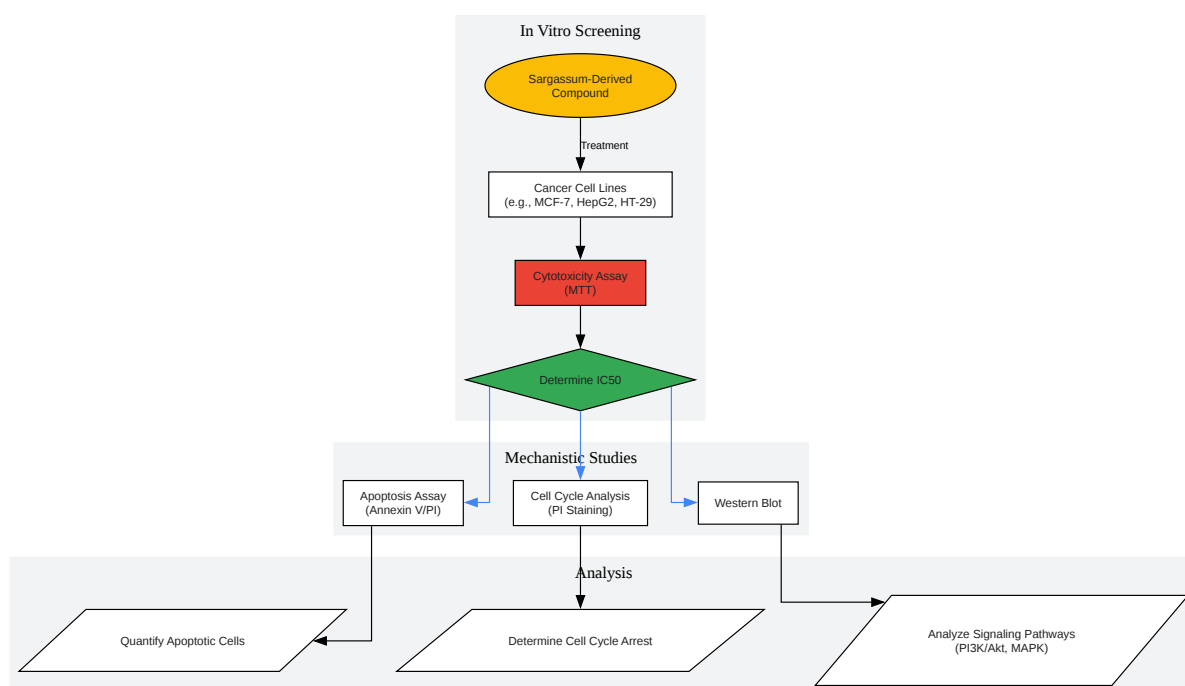 In Vitro Screening
Sargassum-Derived
Compound
Treatment
Cancer Cell Lines
(e.g., MCF-7, HepG2, HT-29)
Cytotoxicity Assay
(MTT)
Determine IC50
Mechanistic Studies
Apoptosis Assay
(Annexin V/PI)
Cell Cycle Analysis
(PI Staining)
Western Blot
Analysis
Quantify Apoptotic Cells
Determine Cell Cycle Arrest
Analyze Signaling Pathways
(PI3K/Akt, MAPK)